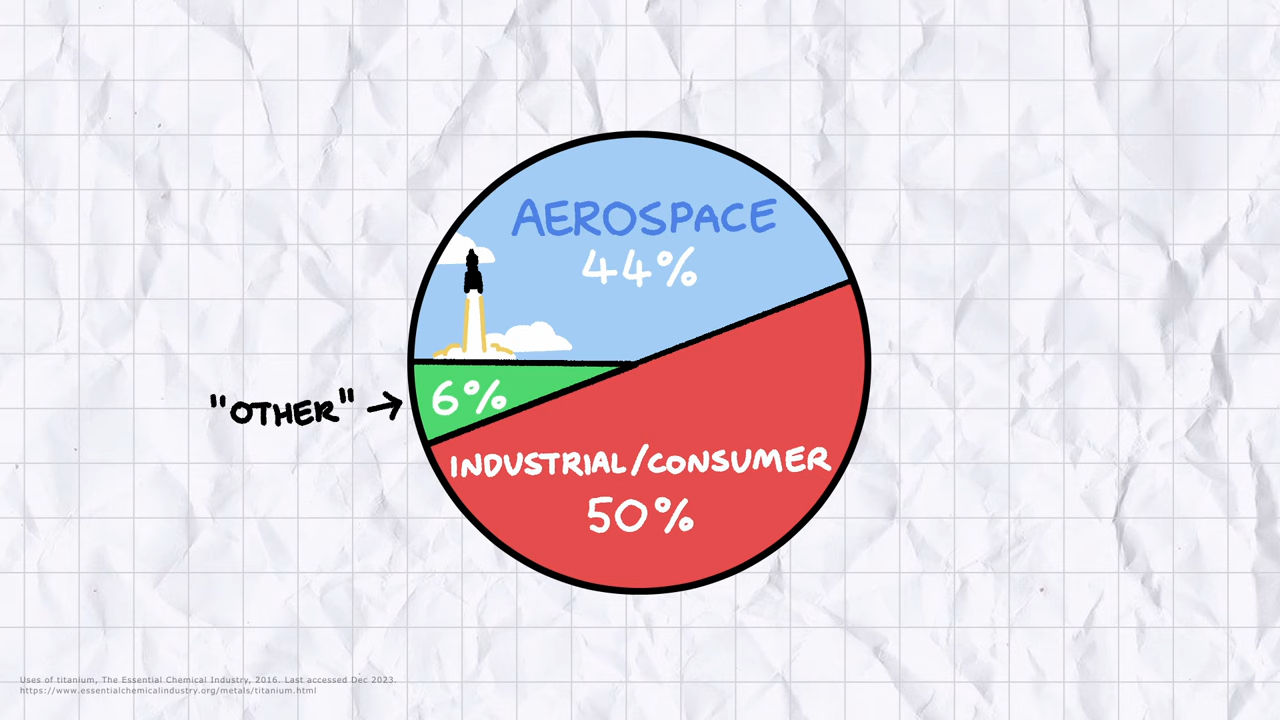 AEROSPACE
44%
6%
"OTHER" →
INDUSTRIAL/CONSUMER
50%
Uses of titanium, The Essential Chemical Industry, 2016. Last accessed Dec 2023.
https://www.essentialchemicalindustry.org/metals/titanium.html